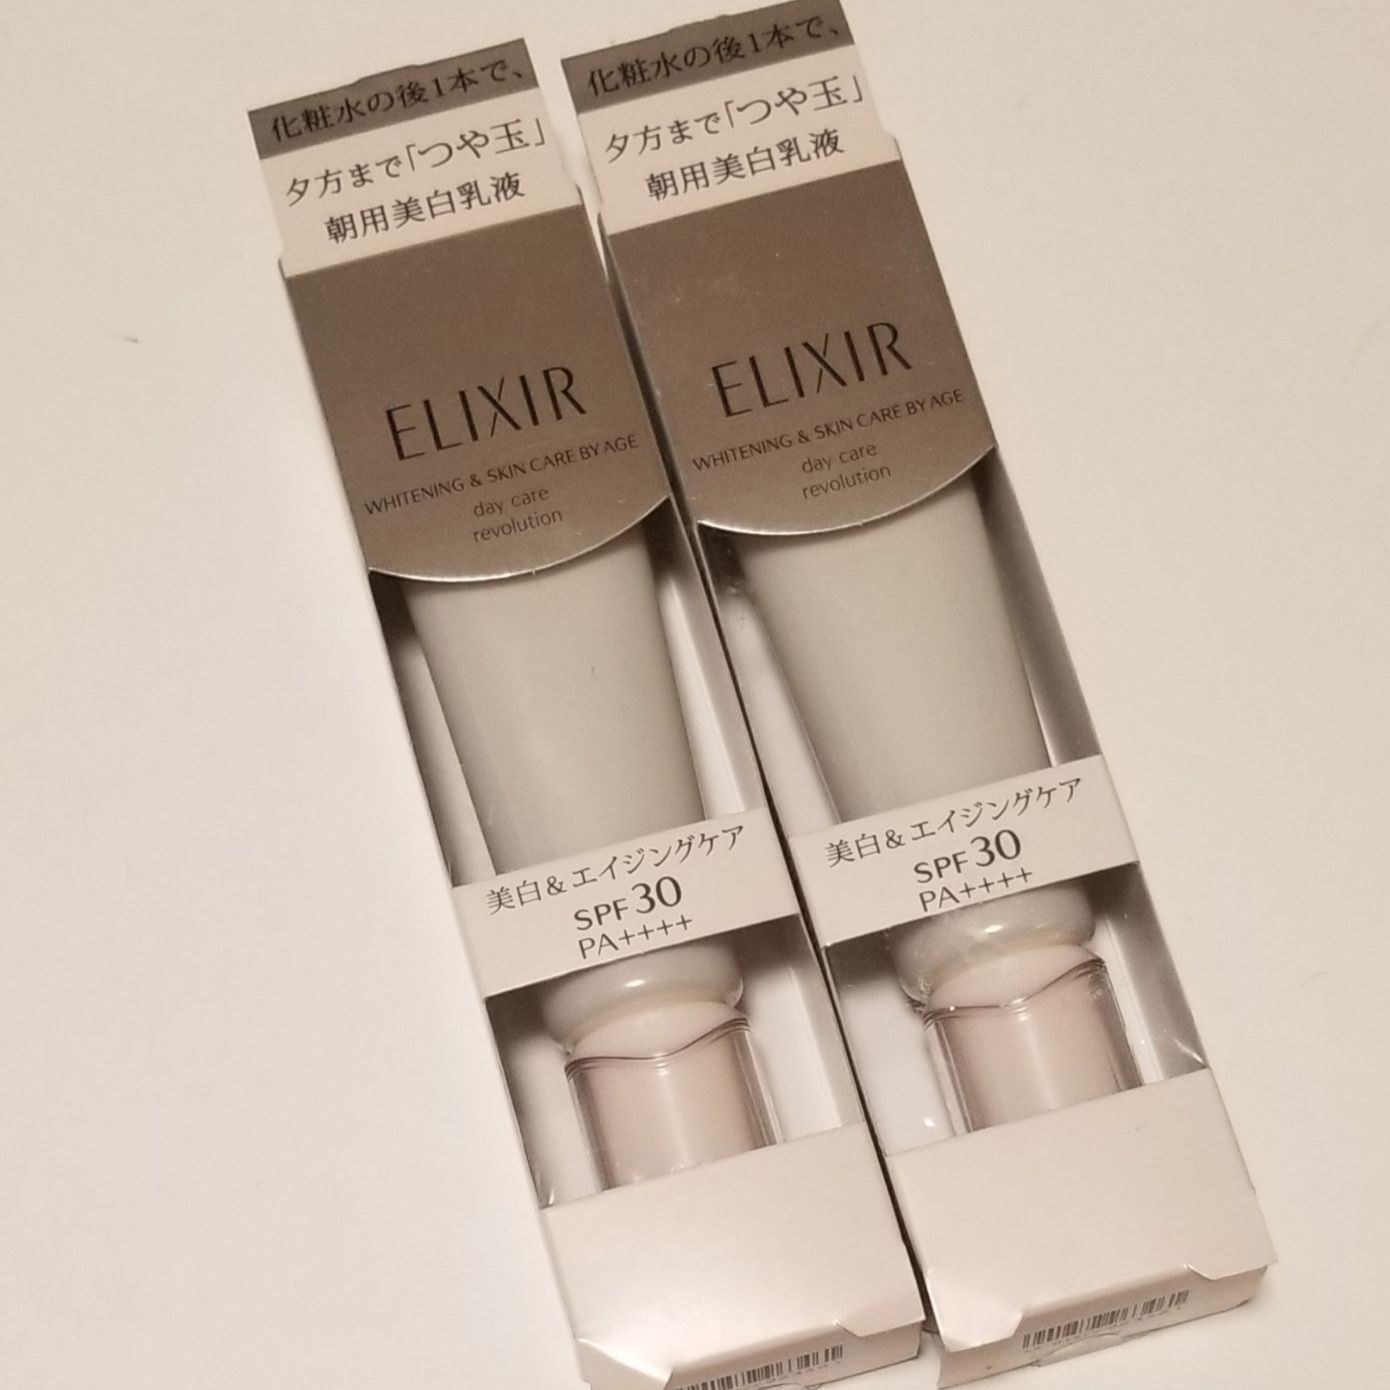 化粧水の後1本で、
夕方まで「つや玉」
朝用美白乳液
ELIXIR
WHITENING & SKIN CARE BY AGE
day care
revolution
美白&エイジングケア
SPF30
PA++++
化粧水の後1本で、
夕方まで「つや玉」
朝用美白乳液
ELIXIR
WHITENING & SKIN CARE BY AGE
day care
revolution
美白&エイジングケア
SPF30
PA++++